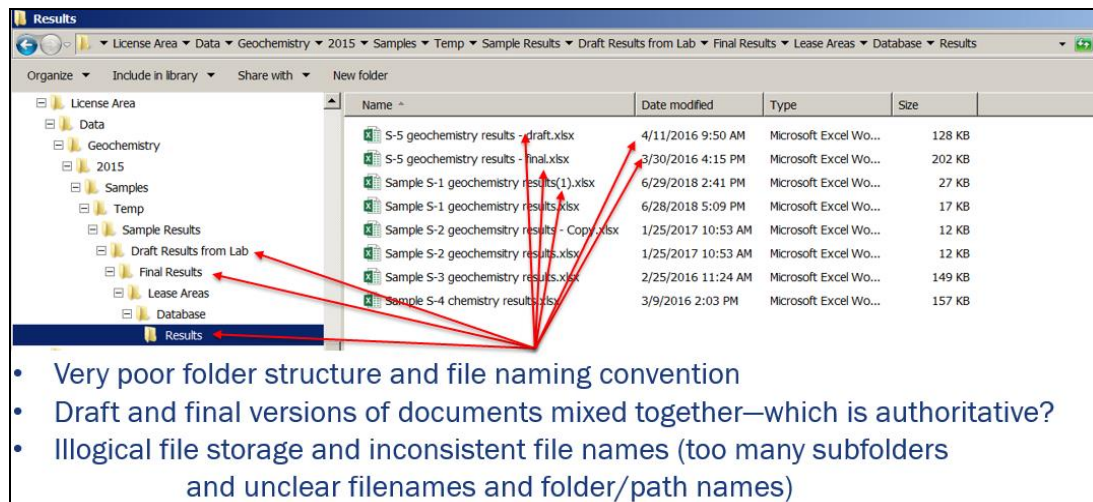 Results
License Area ▾ Data ▾ Geochemistry ▾ 2015 ▾ Samples ▾ Temp ▾ Sample Results ▾ Draft Results from Lab ▾ Final Results ▾ Lease Areas ▾ Database ▾ Results
Organize ▾ Include in library ▾ Share with ▾ New folder
Name Date modified Type Size
License Area
Data
Geochemistry
2015
Samples
Temp
Sample Results
Draft Results from Lab
Final Results
Lease Areas
Database
Results
S-5 geochemistry results - draft.xlsx 4/11/2016 9:50 AM Microsoft Excel Wo... 128 KB
S-5 geochemistry results - final.xlsx 3/30/2016 4:15 PM Microsoft Excel Wo... 202 KB
Sample S-1 geochemistry results(1).xlsx 6/29/2018 2:41 PM Microsoft Excel Wo... 27 KB
Sample S-1 geochemistry results.xlsx 6/28/2018 5:09 PM Microsoft Excel Wo... 17 KB
Sample S-2 geochemsitry results - Copy.xlsx 1/25/2017 10:53 AM Microsoft Excel Wo... 12 KB
Sample S-2 geochemsitry results.xlsx 1/25/2017 10:53 AM Microsoft Excel Wo... 12 KB
Sample S-3 geochemistry results.xlsx 2/25/2016 11:24 AM Microsoft Excel Wo... 149 KB
Sample S-4 chemistry results.xlsx 3/9/2016 2:03 PM Microsoft Excel Wo... 157 KB
• Very poor folder structure and file naming convention
• Draft and final versions of documents mixed together—which is authoritative?
• Illogical file storage and inconsistent file names (too many subfolders
and unclear filenames and folder/path names)